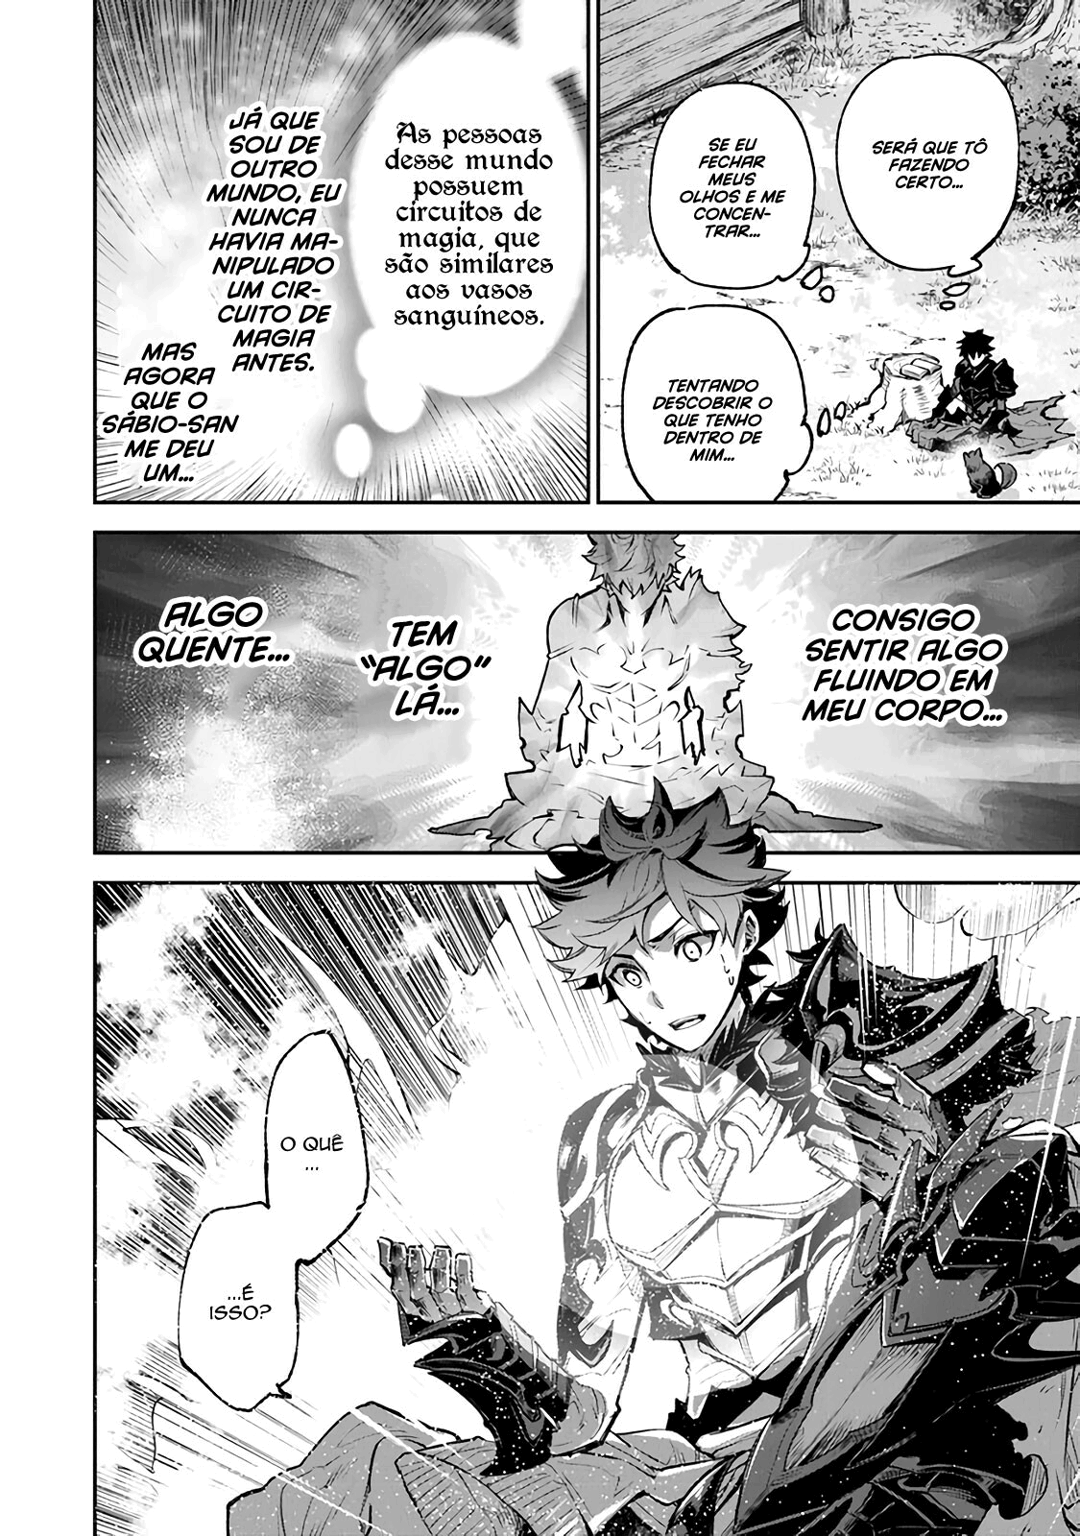 SERÁ QUE TÔ
FAZENDO
CERTO...
SE EU
FECHAR
MEUS
OLHOS E ME
CONCEN-
TRAR...
TENTANDO
DESCOBRIR O
QUE TENHO
DENTRO DE
MIM...
As pessoas
desse mundo
possuem
circuitos de
magia, que
são similares
aos vasos
sanguíneos.
JÁ QUE
SOU DE
OUTRO
MUNDO, EU
NUNCA
HAVIA MA-
NIPULADO
UM CIR-
CUITO DE
MAGIA
ANTES.
MAS
AGORA
QUE O
SÁBIO-SAN
ME DEU
UM...
CONSIGO
SENTIR ALGO
FLUINDO EM
MEU CORPO...
TEM
"ALGO"
LÁ...
ALGO
QUENTE...
O QUÊ
...
...É
ISSO?